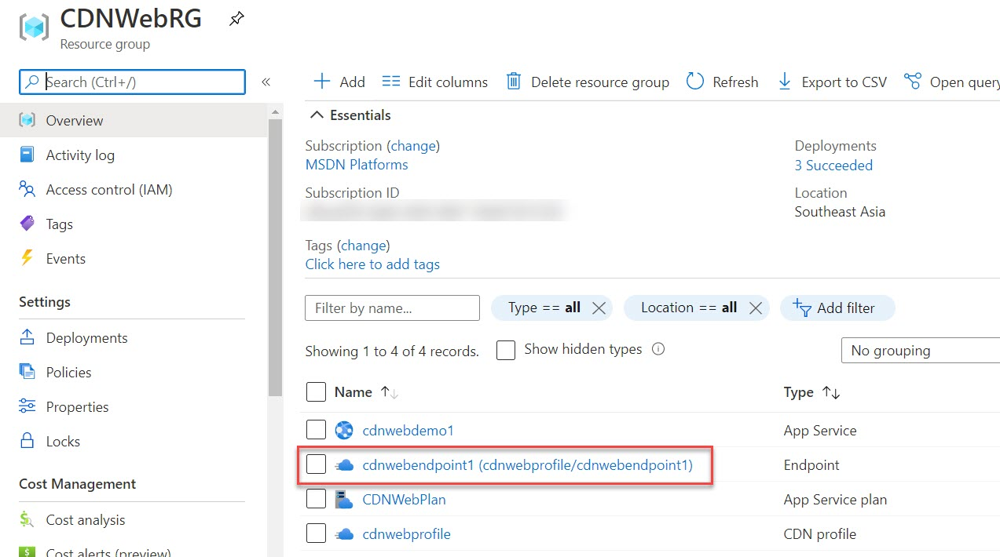 CDNWebRG
Resource group
Search (Ctrl+/)
«
Overview
Activity log
Access control (IAM)
Tags
Events
Settings
Deployments
Policies
Properties
Locks
Cost Management
Cost analysis
Cost alerts (preview)
Add Edit columns Delete resource group Refresh Export to CSV Open query
Essentials
Subscription (change)
MSDN Platforms
Subscription ID
Tags (change)
Click here to add tags
Deployments
3 Succeeded
Location
Southeast Asia
Filter by name... Type == all Location == all Add filter
Showing 1 to 4 of 4 records. Show hidden types No grouping
Name Type
cdnwebdemo1 App Service
cdnwebendpoint1 (cdnwebprofile/cdnwebendpoint1) Endpoint
CDNWebPlan App Service plan
cdnwebprofile CDN profile